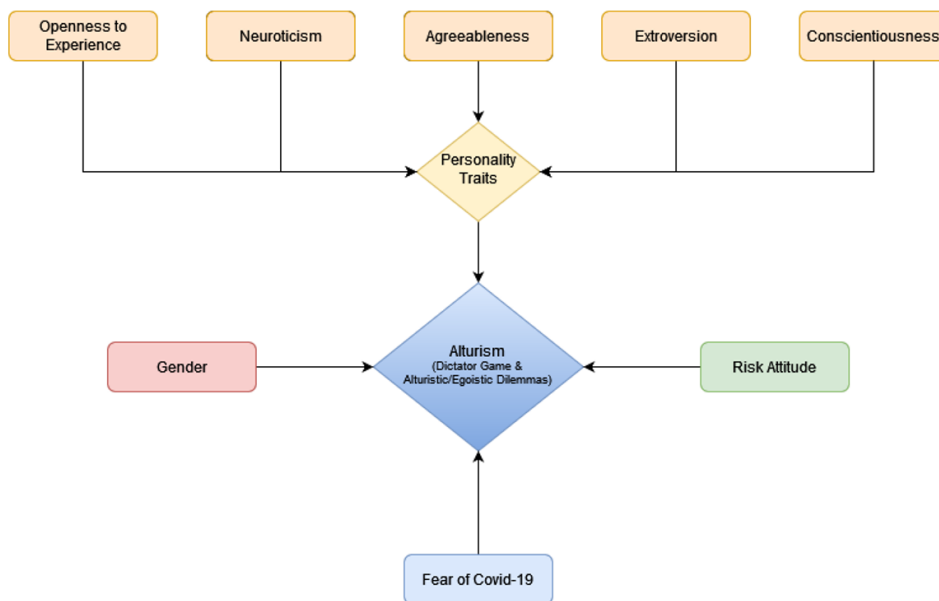 Openness to
Experience
Neuroticism
Agreeableness
Extroversion
Conscientiousness
Personality
Traits
Gender
Alturism
(Dictator Game &
Alturistic/Egoistic Dilemmas)
Risk Attitude
Fear of Covid-19